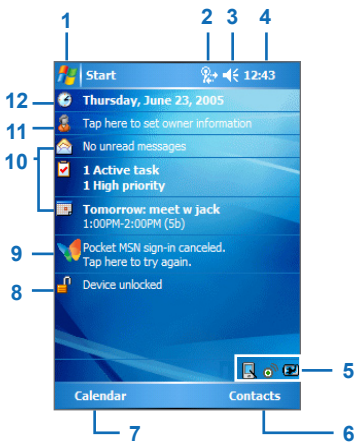 1 2 3 4
Start 12:43
12 Thursday, June 23, 2005
11 Tap here to set owner information
10 No unread messages
1 Active task
1 High priority
Tomorrow: meet w jack
1:00PM-2:00PM (5b)
9 Pocket MSN sign-in canceled.
Tap here to try again.
8 Device unlocked
5
Calendar Contacts
7 6